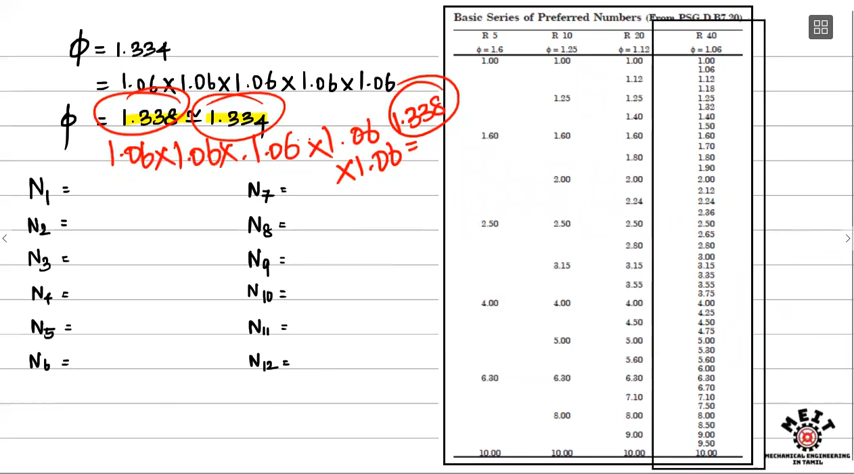 ϕ = 1.334
= 1.06 x 1.06 x 1.06 x 1.06 x 1.06
ϕ = 1.338 ≃ 1.334
1.06 x 1.06 x 1.06 x 1.06
x 1.06 =
1.338
N1 =
N2 =
N3 =
N4 =
N5 =
N6 =
N7 =
N8 =
N9 =
N10 =
N11 =
N12 =
Basic Series of Preferred Numbers (From PSG D.B7.20)
R 5 R 10 R 20 R 40
ϕ = 1.6 ϕ = 1.25 ϕ = 1.12 ϕ = 1.06
1.00 1.00 1.00 1.00
1.06
1.12 1.12
1.18
1.25 1.25 1.25
1.32
1.40 1.40
1.50
1.60 1.60 1.60 1.60
1.70
1.80 1.80
1.90
2.00 2.00 2.00
2.12
2.24 2.24
2.36
2.50 2.50 2.50 2.50
2.65
2.80 2.80
3.00
3.15 3.15 3.15
3.35
3.55 3.55
3.75
4.00 4.00 4.00 4.00
4.25
4.50 4.50
4.75
5.00 5.00 5.00
5.30
5.60 5.60
6.00
6.30 6.30 6.30 6.30
6.70
7.10 7.10
7.50
8.00 8.00 8.00
8.50
9.00 9.00
9.50
10.00 10.00 10.00 10.00
MEIT
MECHANICAL ENGINEERING
IN TAMIL